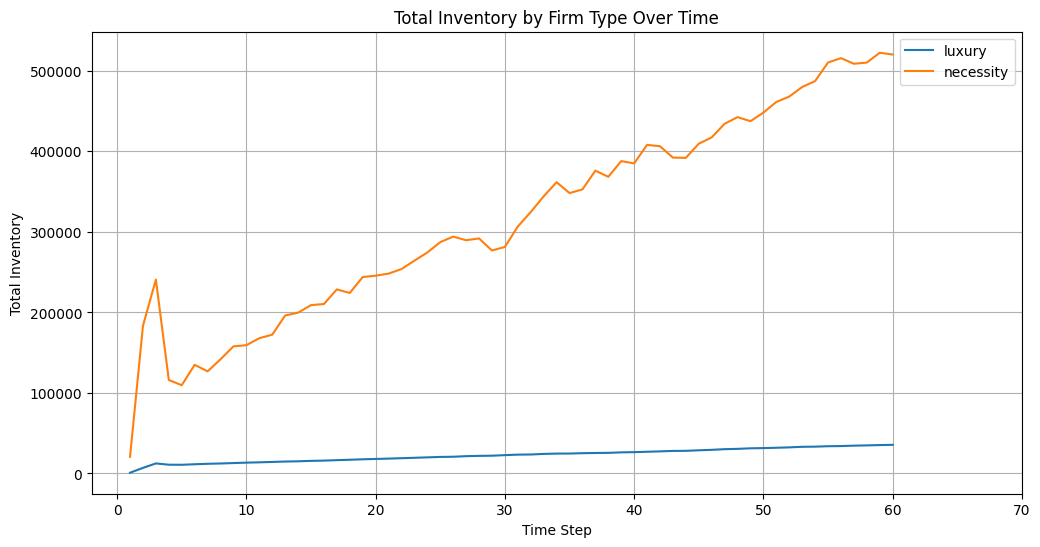 Total Inventory by Firm Type Over Time
luxury
necessity
Total Inventory
500000
400000
300000
200000
100000
0
0 10 20 30 40 50 60 70
Time Step